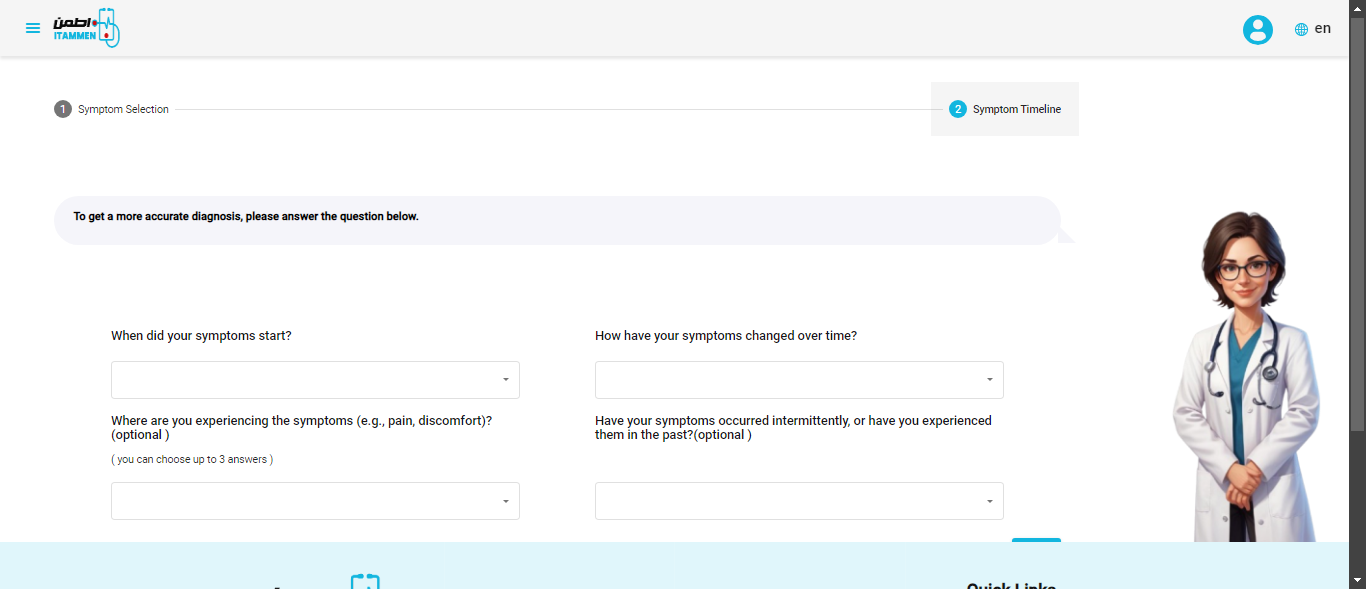 اطمن
ITAMMEN
en
1 Symptom Selection
2 Symptom Timeline
To get a more accurate diagnosis, please answer the question below.
When did your symptoms start?
How have your symptoms changed over time?
Where are you experiencing the symptoms (e.g., pain, discomfort)?
(optional )
( you can choose up to 3 answers )
Have your symptoms occurred intermittently, or have you experienced
them in the past?(optional )
Quick Links